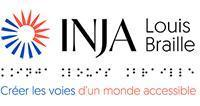 INJA Louis
Braille
Créer les voies d'un monde accessible